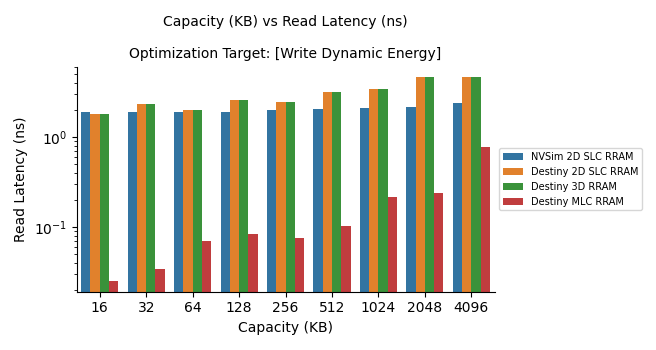 Capacity (KB) vs Read Latency (ns)
Optimization Target: [Write Dynamic Energy]
Read Latency (ns)
10⁰
10⁻¹
NVSim 2D SLC RRAM
Destiny 2D SLC RRAM
Destiny 3D RRAM
Destiny MLC RRAM
16 32 64 128 256 512 1024 2048 4096
Capacity (KB)